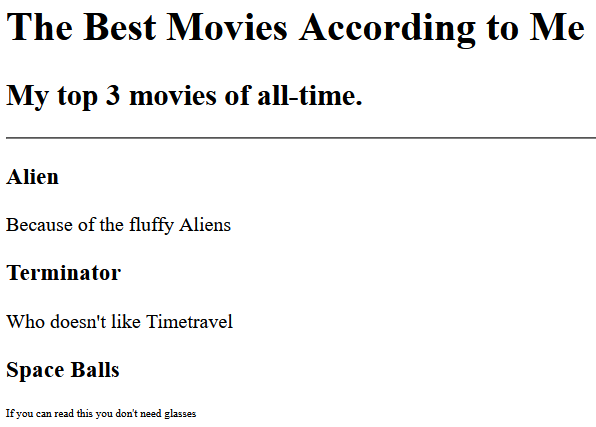 The Best Movies According to Me
My top 3 movies of all-time.
Alien
Because of the fluffy Aliens
Terminator
Who doesn't like Timetravel
Space Balls
If you can read this you don't need glasses